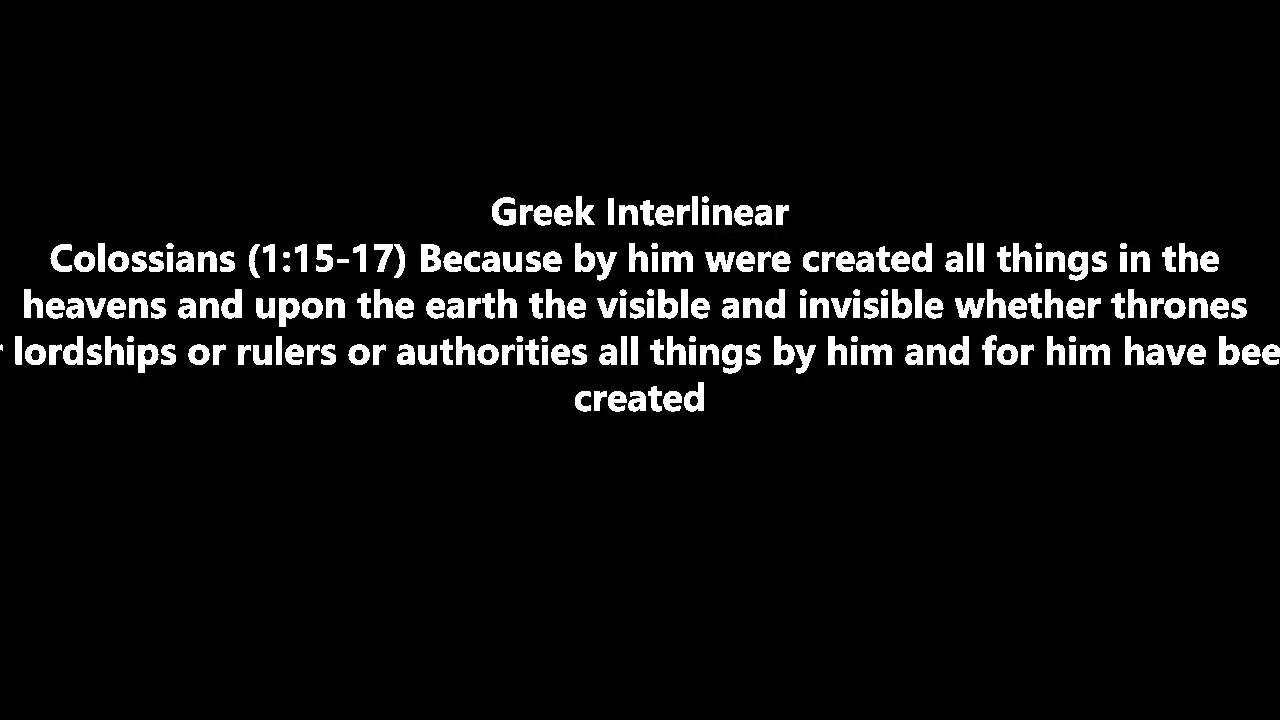 Greek Interlinear
Colossians (1:15-17) Because by him were created all things in the
heavens and upon the earth the visible and invisible whether thrones
lordships or rulers or authorities all things by him and for him have bee
created